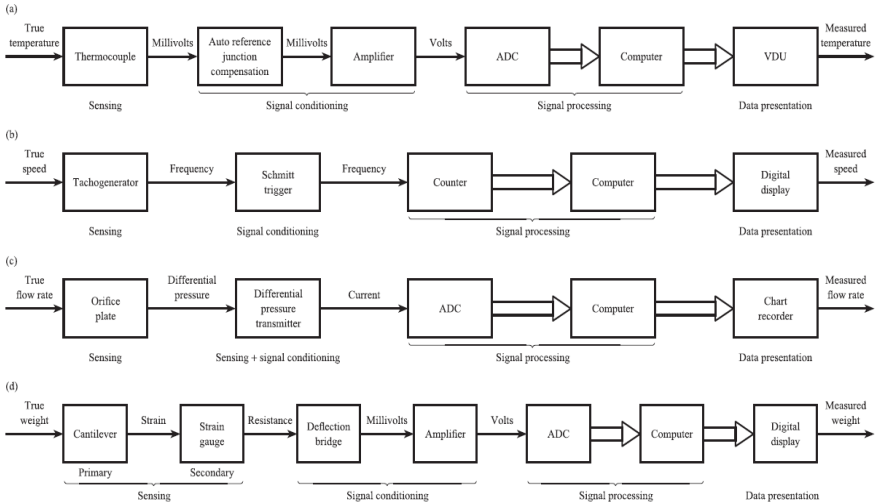 (a)
True
temperature
Thermocouple
Millivolts
Auto reference
junction
compensation
Millivolts
Amplifier
Volts
ADC
Computer
VDU
Measured
temperature
Sensing
Signal conditioning
Signal processing
Data presentation
(b)
True
speed
Tachogenerator
Frequency
Schmitt
trigger
Frequency
Counter
Computer
Digital
display
Measured
speed
Sensing
Signal conditioning
Signal processing
Data presentation
(c)
True
flow rate
Orifice
plate
Differential
pressure
Differential
pressure
transmitter
Current
ADC
Computer
Chart
recorder
Measured
flow rate
Sensing
Sensing + signal conditioning
Signal processing
Data presentation
(d)
True
weight
Cantilever
Strain
Strain
gauge
Resistance
Deflection
bridge
Millivolts
Amplifier
Volts
ADC
Computer
Digital
display
Measured
weight
Primary
Secondary
Sensing
Signal conditioning
Signal processing
Data presentation